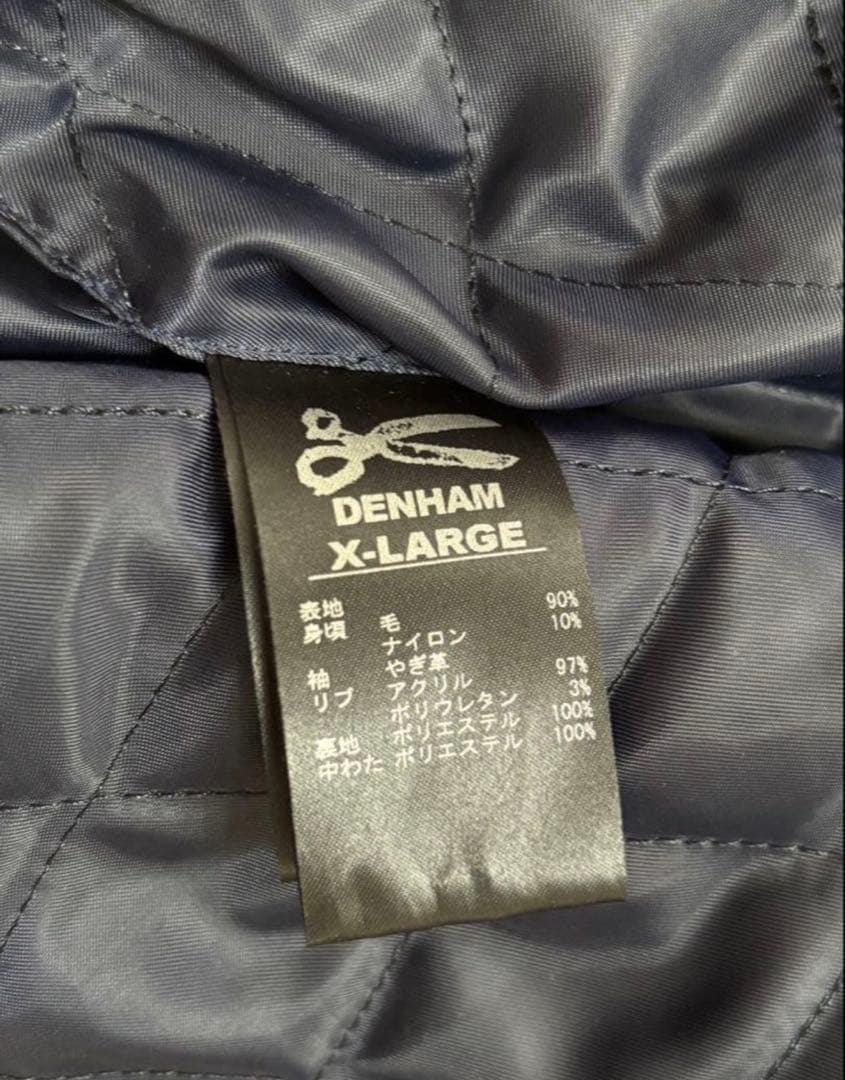 DENHAM
X-LARGE
表地
身頃 毛 90%
ナイロン 10%
袖 やぎ革
リブ アクリル 97%
ポリウレタン 3%
裏地 ポリエステル 100%
中わた ポリエステル 100%